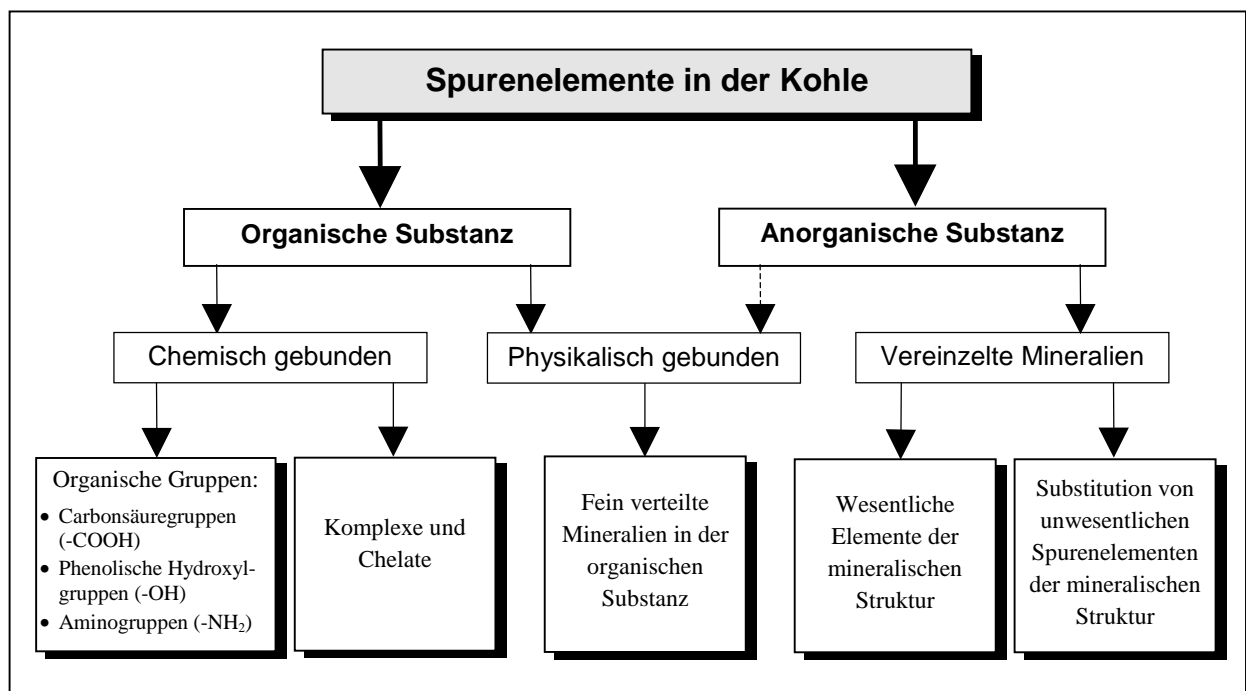 Spurenelemente in der Kohle
Organische Substanz
Anorganische Substanz
Chemisch gebunden
Physikalisch gebunden
Vereinzelte Mineralien
Organische Gruppen:
• Carbonsäuregruppen
(-COOH)
• Phenolische Hydroxyl-
gruppen (-OH)
• Aminogruppen (-NH₂)
Komplexe und
Chelate
Fein verteilte
Mineralien in der
organischen
Substanz
Wesentliche
Elemente der
mineralischen
Struktur
Substitution von
unwesentlichen
Spurenelementen
der mineralischen
Struktur